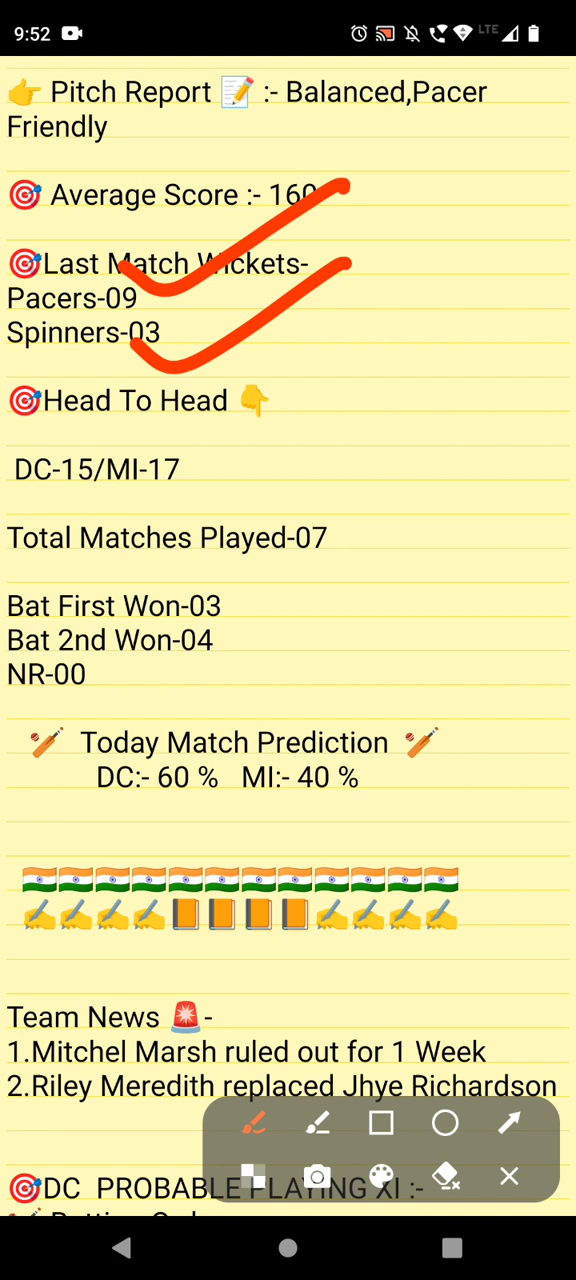 9:52 LTE
👉 Pitch Report 📝 :- Balanced,Pacer
Friendly
🎯 Average Score :- 160
🎯Last Match Wickets-
Pacers-09
Spinners-03
🎯Head To Head 👇
DC-15/MI-17
Total Matches Played-07
Bat First Won-03
Bat 2nd Won-04
NR-00
🏏 Today Match Prediction 🏏
DC:- 60 % MI:- 40 %
Team News 🚨-
1.Mitchel Marsh ruled out for 1 Week
2.Riley Meredith replaced Jhye Richardson
🎯DC PROBABLE PLAYING XI :-